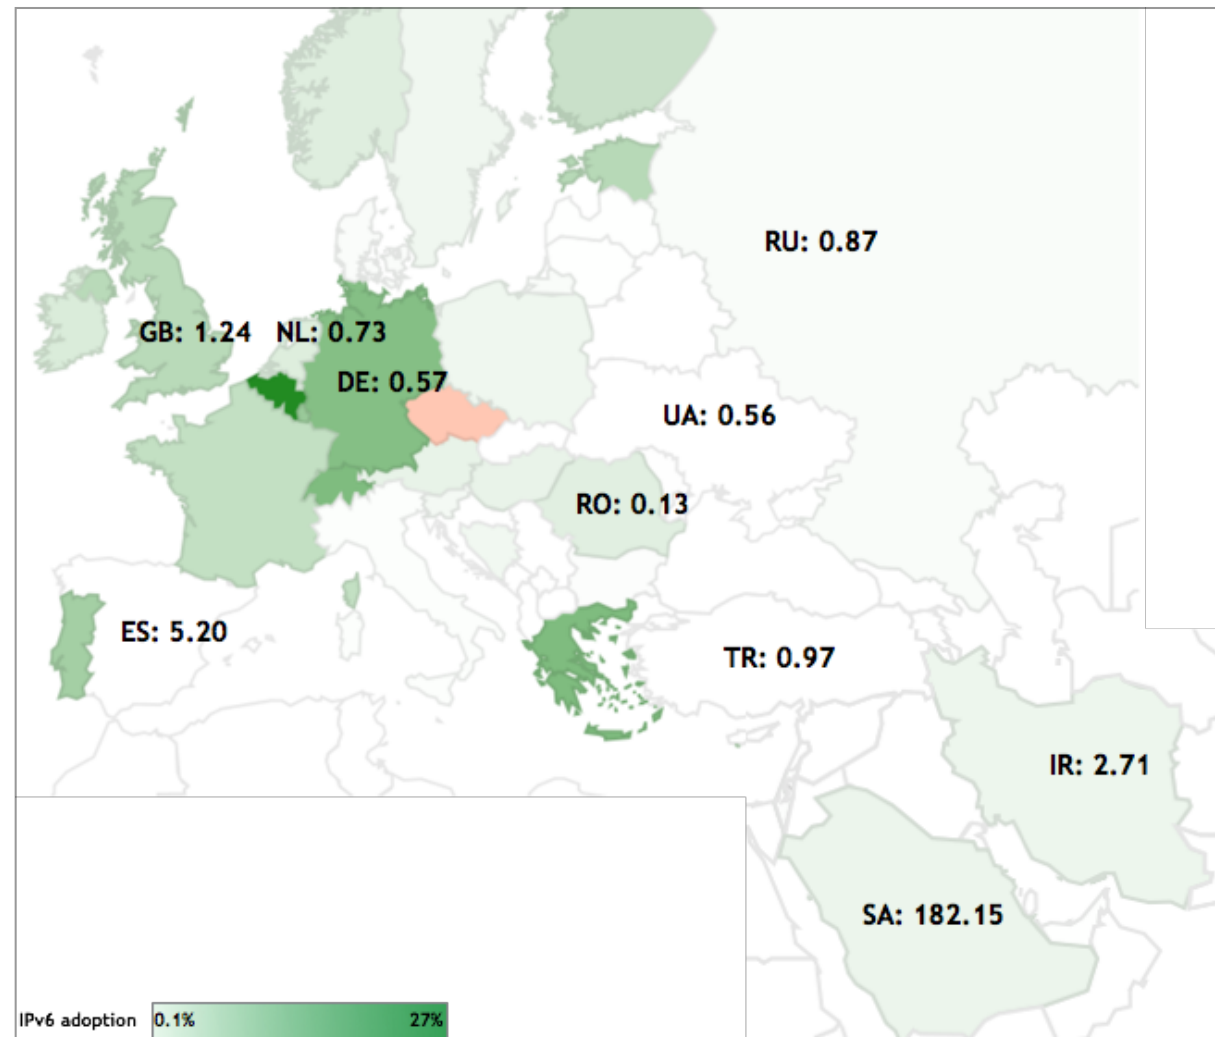 RU: 0.87
GB: 1.24
NL: 0.73
DE: 0.57
UA: 0.56
RO: 0.13
ES: 5.20
TR: 0.97
IR: 2.71
SA: 182.15
IPv6 adoption
0.1%
27%